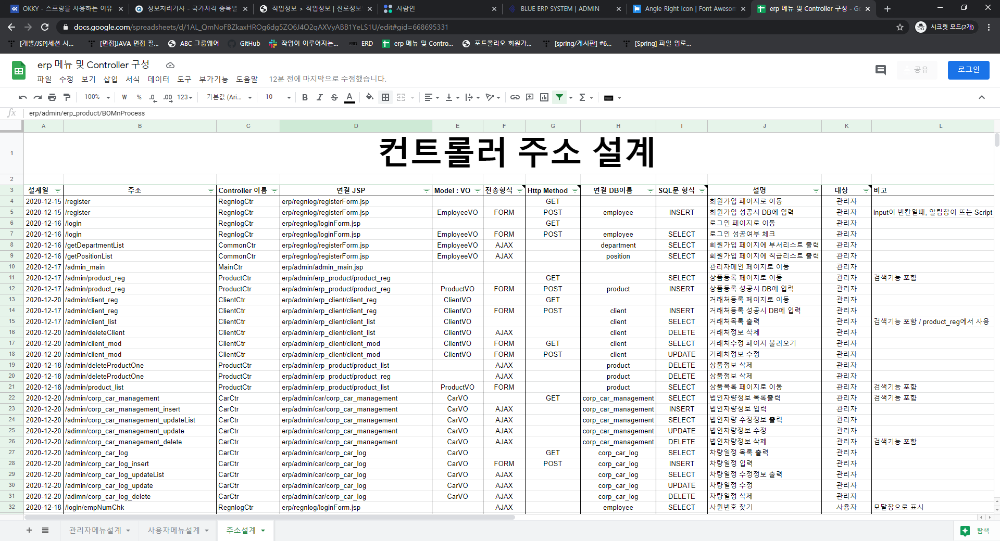 OKKY - 스프링을 사용하는 이유
정보처리기사 - 국가자격 종목별
직업정보 > 직업정보 | 진로정보
사람인
BLUE ERP SYSTEM | ADMIN
Angle Right Icon | Font Awesom
erp 메뉴 및 Controller 구성 - Go
docs.google.com/spreadsheets/d/1AL_QmNoFBZkaxHROg6dg5ZO6J4O2qAXVyABB1YeLS1U/edit#gid=668695331
시크릿 모드(2개)
[개발/JSP]세션 시...
[면접]JAVA 면접 질...
ABC 그룹웨어
GitHub
작업이 이루어지는...
ERD
ERD
erp 메뉴 및 Contro...
포트폴리오 회원가...
[spring/게시판] #6...
[Spring] 파일 업로...
erp 메뉴 및 Controller 구성
공유
로그인
파일 수정 보기 삽입 서식 데이터 도구 부가기능 도움말 12분 전에 마지막으로 수정했습니다.
100% ₩ % .0 .00 123 기본값 (Ari... 10 B I S A
fx erp/admin/erp_product/BOMnProcess
A B C D E F G H I J K L
1 컨트롤러 주소 설계
2
3 설계일 주소 Controller 이름 연결 JSP Model : VO 전송형식 Http Method 연결 DB이름 SQL문 형식 설명 대상 비고
4 2020-12-15 /register RegnlogCtr erp/regnlog/registerForm.jsp GET 회원가입 페이지로 이동 관리자
5 2020-12-15 /register RegnlogCtr erp/regnlog/registerForm.jsp EmployeeVO FORM POST employee INSERT 회원가입 성공시 DB에 입력 관리자 input이 빈칸일때, 알림창이 뜨는 Script
6 2020-12-16 /login RegnlogCtr erp/regnlog/loginForm.jsp GET 로그인 페이지로 이동 관리자
7 2020-12-16 /login RegnlogCtr erp/regnlog/loginForm.jsp EmployeeVO FORM POST employee SELECT 로그인 성공여부 체크 관리자
8 2020-12-16 /getDepartmentList CommonCtr erp/regnlog/registerForm.jsp EmployeeVO AJAX department SELECT 회원가입 페이지에 부서리스트 출력 관리자
9 2020-12-16 /getPositionList CommonCtr erp/regnlog/registerForm.jsp EmployeeVO AJAX position SELECT 회원가입 페이지에 직급리스트 출력 관리자
10 2020-12-17 /admin_main MainCtr erp/admin/admin_main.jsp 관리자메인 페이지로 이동 관리자
11 2020-12-17 /admin/product_reg ProductCtr erp/admin/erp_product/product_reg GET SELECT 상품등록 페이지로 이동 관리자 검색기능 포함
12 2020-12-17 /admin/product_reg ProductCtr erp/admin/erp_product/product_reg ProductVO FORM POST product INSERT 상품등록 성공시 DB에 입력 관리자
13 2020-12-20 /admin/client_reg ClientCtr erp/admin/erp_client/client_reg ClientVO GET 거래처등록 페이지로 이동 관리자
14 2020-12-17 /admin/client_reg ClientCtr erp/admin/erp_client/client_reg ClientVO FORM POST client INSERT 거래처등록 성공시 DB에 입력 관리자
15 2020-12-17 /admin/client_list ClientCtr erp/admin/erp_client/client_list ClientVO client SELECT 거래처목록 출력 관리자 검색기능 포함 / product_reg에서 사용
16 2020-12-20 /admin/deleteClient ClientCtr erp/admin/erp_client/client_list ClientVO AJAX client DELETE 거래처정보 삭제 관리자
17 2020-12-20 /admin/client_mod ClientCtr erp/admin/erp_client/client_mod ClientVO FORM GET client SELECT 거래처수정 페이지 불러오기 관리자
18 2020-12-20 /admin/client_mod ClientCtr erp/admin/erp_client/client_mod ClientVO FORM POST client UPDATE 거래처정보 수정 관리자
19 2020-12-18 /admin/deleteProductOne ProductCtr erp/admin/erp_product/product_list AJAX product DELETE 상품정보 삭제 관리자
20 2020-12-18 /admin/deleteProductOne ProductCtr erp/admin/erp_product/product_reg AJAX product DELETE 상품정보 삭제 관리자
21 2020-12-18 /admin/product_list ProductCtr erp/admin/erp_product/product_list ProductVO FORM product SELECT 상품목록 페이지로 이동 관리자 검색기능 포함
22 2020-12-20 /admin/corp_car_management CarCtr erp/admin/car/corp_car_management CarVO GET corp_car_management SELECT 법인차량정보 목록출력 관리자 검색기능 포함
23 2020-12-20 /admin/corp_car_management_insert CarCtr erp/admin/car/corp_car_management CarVO AJAX corp_car_management INSERT 법인차량정보 입력 관리자
24 2020-12-20 /admin/corp_car_management_updateList CarCtr erp/admin/car/corp_car_management CarVO AJAX corp_car_management SELECT 법인차량 수정정보 출력 관리자
25 2020-12-20 /adimn/corp_car_management_update CarCtr erp/admin/car/corp_car_management CarVO AJAX corp_car_management UPDATE 법인차량정보 수정 관리자
26 2020-12-20 /adimn/corp_car_management_delete CarCtr erp/admin/car/corp_car_management CarVO AJAX corp_car_management DELETE 법인차량정보 삭제 관리자 검색기능 포함
27 2020-12-20 /admin/corp_car_log CarCtr erp/admin/car/corp_car_log CarVO GET corp_car_log SELECT 차량일정 목록 출력 관리자
28 2020-12-20 /admin/corp_car_log_insert CarCtr erp/admin/car/corp_car_log CarVO FORM POST corp_car_log INSERT 차량일정 입력 관리자
29 2020-12-20 /admin/corp_car_log_updateList CarCtr erp/admin/car/corp_car_log CarVO AJAX corp_car_log SELECT 차량일정 수정정보 출력 관리자
30 2020-12-20 /admin/corp_car_log_update CarCtr erp/admin/car/corp_car_log CarVO AJAX corp_car_log UPDATE 차량일정 수정 관리자
31 2020-12-20 /adimn/corp_car_log_delete CarCtr erp/admin/car/corp_car_log CarVO AJAX corp_car_log DELETE 차량일정 삭제 관리자
32 2020-12-18 /login/empNumChk RegnlogCtr erp/regnlog/loginForm.jsp AJAX employee SELECT 사원번호 찾기 사용자 모달창으로 표시
관리자메뉴설계 사용자메뉴설계 주소설계 탐색